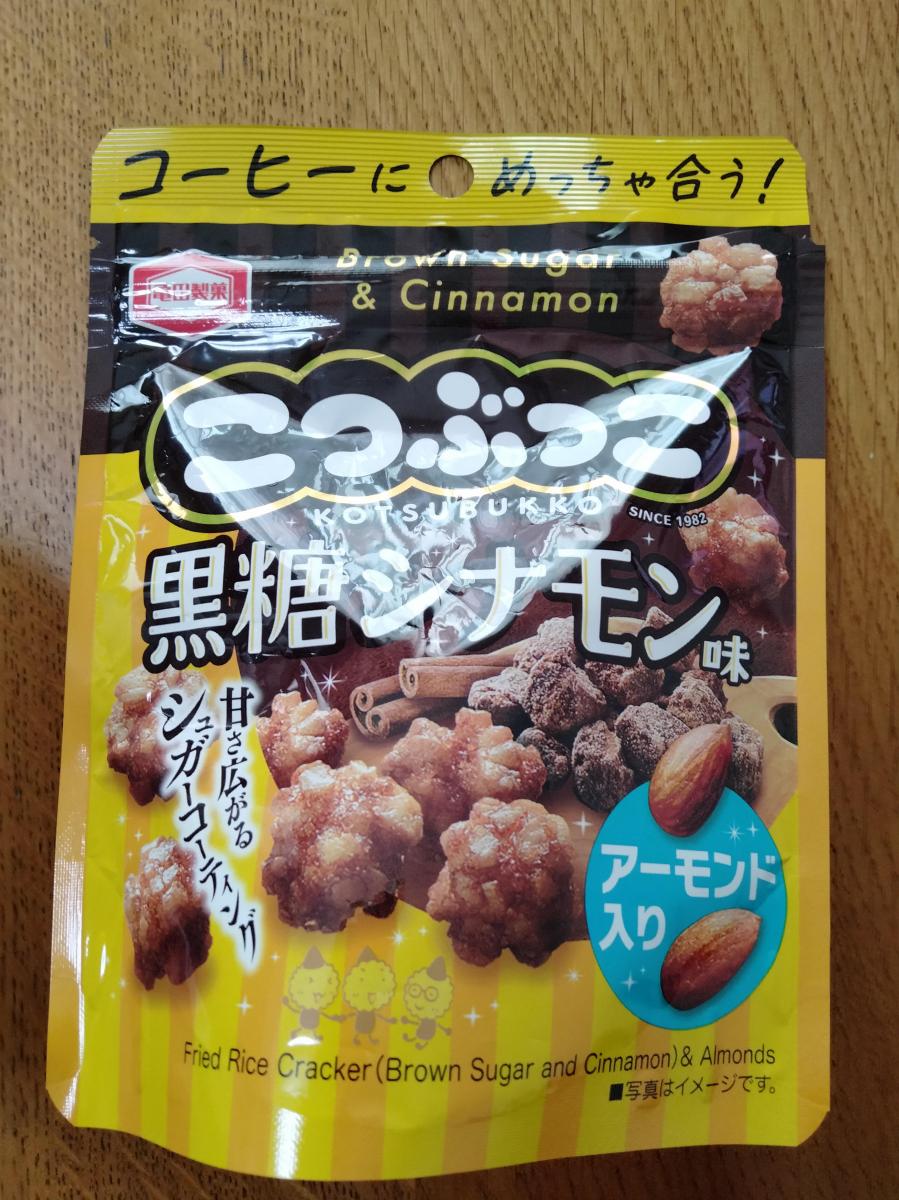 コーヒーに めっちゃ合う!
亀田製菓
Brown Sugar
& Cinnamon
こつぶっこ
KOTSUBUKKO
SINCE 1982
黒糖シナモン味
甘さ広がる
シュガーコーティング
アーモンド
入り
Fried Rice Cracker(Brown Sugar and Cinnamon)& Almonds
■写真はイメージです。